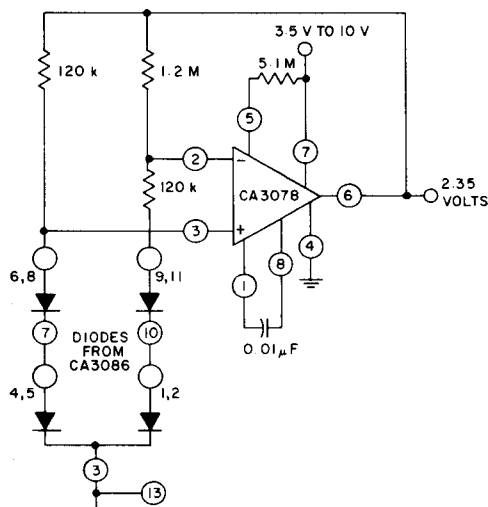 3.5 V TO 10 V
120 k
1.2 M
5.1 M
5
7
2
−
120 k
CA3078
6
2.35
VOLTS
3
+
4
8
1
6,8
9,11
0.01µF
7
DIODES
FROM
CA3086
10
4,5
1,2
3
13